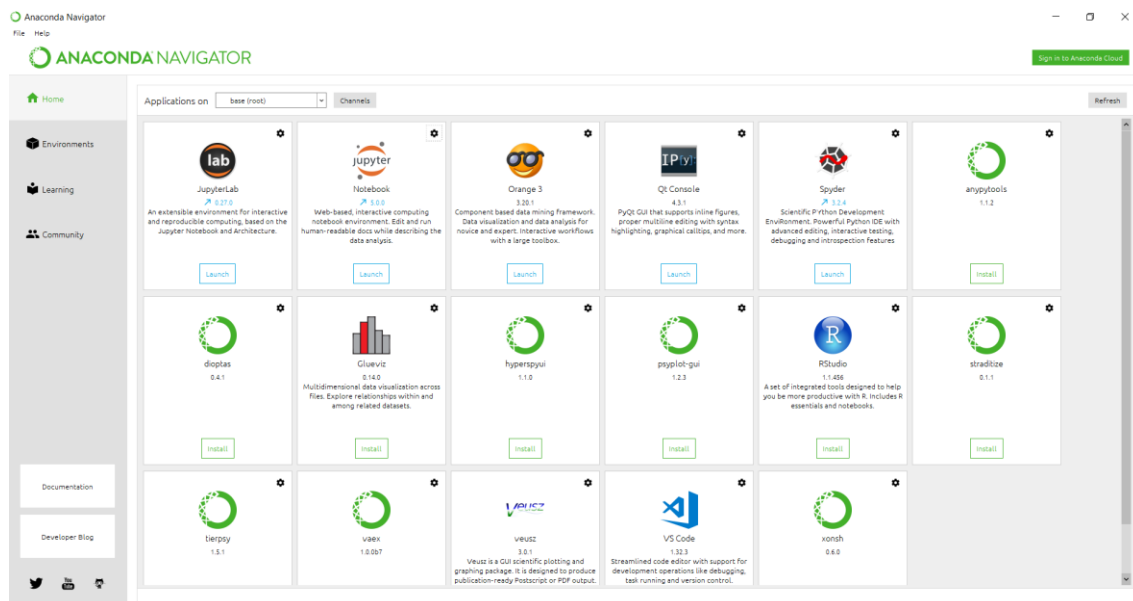 Anaconda Navigator
File Help
ANACONDA NAVIGATOR
Sign in to Anaconda Cloud
Home
Environments
Learning
Community
Documentation
Developer Blog
You
Tube
Applications on base (root) Channels Refresh
lab
JupyterLab
0.27.0
An extensible environment for interactive
and reproducible computing, based on the
Jupyter Notebook and Architecture.
Launch
jupyter
Notebook
5.0.0
Web-based, interactive computing
notebook environment. Edit and run
human-readable docs while describing the
data analysis.
Launch
Orange 3
3.20.1
Component based data mining framework.
Data visualization and data analysis for
novice and expert. Interactive workflows
with a large toolbox.
Launch
IP[y]:
Qt Console
4.3.1
PyQt GUI that supports inline figures,
proper multiline editing with syntax
highlighting, graphical calltips, and more.
Launch
Spyder
3.2.4
Scientific PYthon Development
EnviRonment. Powerful Python IDE with
advanced editing, interactive testing,
debugging and introspection features
Launch
anypytools
1.1.2
Install
dioptas
0.4.1
Install
Glueviz
0.14.0
Multidimensional data visualization across
files. Explore relationships within and
among related datasets.
Install
hyperspyui
1.1.0
Install
psyplot-gui
1.2.3
Install
R
RStudio
1.1.456
A set of integrated tools designed to help
you be more productive with R. Includes R
essentials and notebooks.
Install
straditize
0.1.1
Install
tierpsy
1.5.1
vaex
1.0.0b7
Veusz
veusz
3.0.1
Veusz is a GUI scientific plotting and
graphing package. It is designed to produce
publication-ready Postscript or PDF output.
VS Code
1.32.3
Streamlined code editor with support for
development operations like debugging,
task running and version control.
xonsh
0.6.0